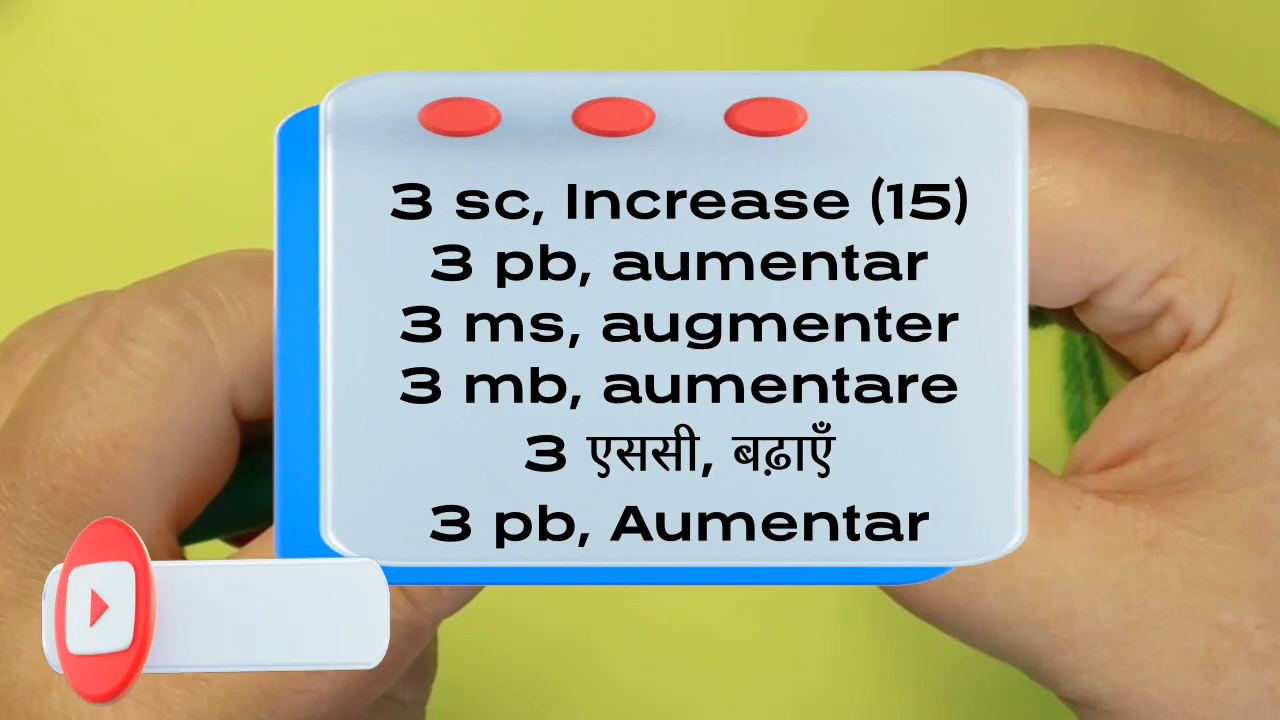 3 sc, Increase (15)
3 pb, aumentar
3 ms, augmenter
3 mb, aumentare
3 एससी, बढ़ाएँ
3 pb, Aumentar